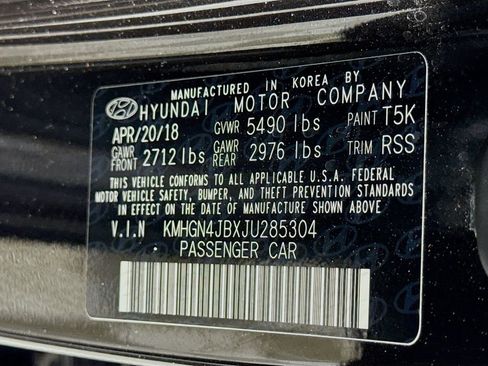 MANUFACTURED IN KOREA BY
HYUNDAI MOTOR COMPANY
APR/20/18 GVWR 5490 lbs PAINT T5K
GAWR FRONT 2712 lbs GAWR REAR 2976 lbs TRIM RSS
THIS VEHICLE CONFORMS TO ALL APPLICABLE U.S.A. FEDERAL
MOTOR VEHICLE SAFETY, BUMPER, AND THEFT PREVENTION STANDARDS
IN EFFECT ON THE DATE OF MANUFACTURE SHOWN ABOVE
V.I.N KMHGN4JBXJU285304
. PASSENGER CAR